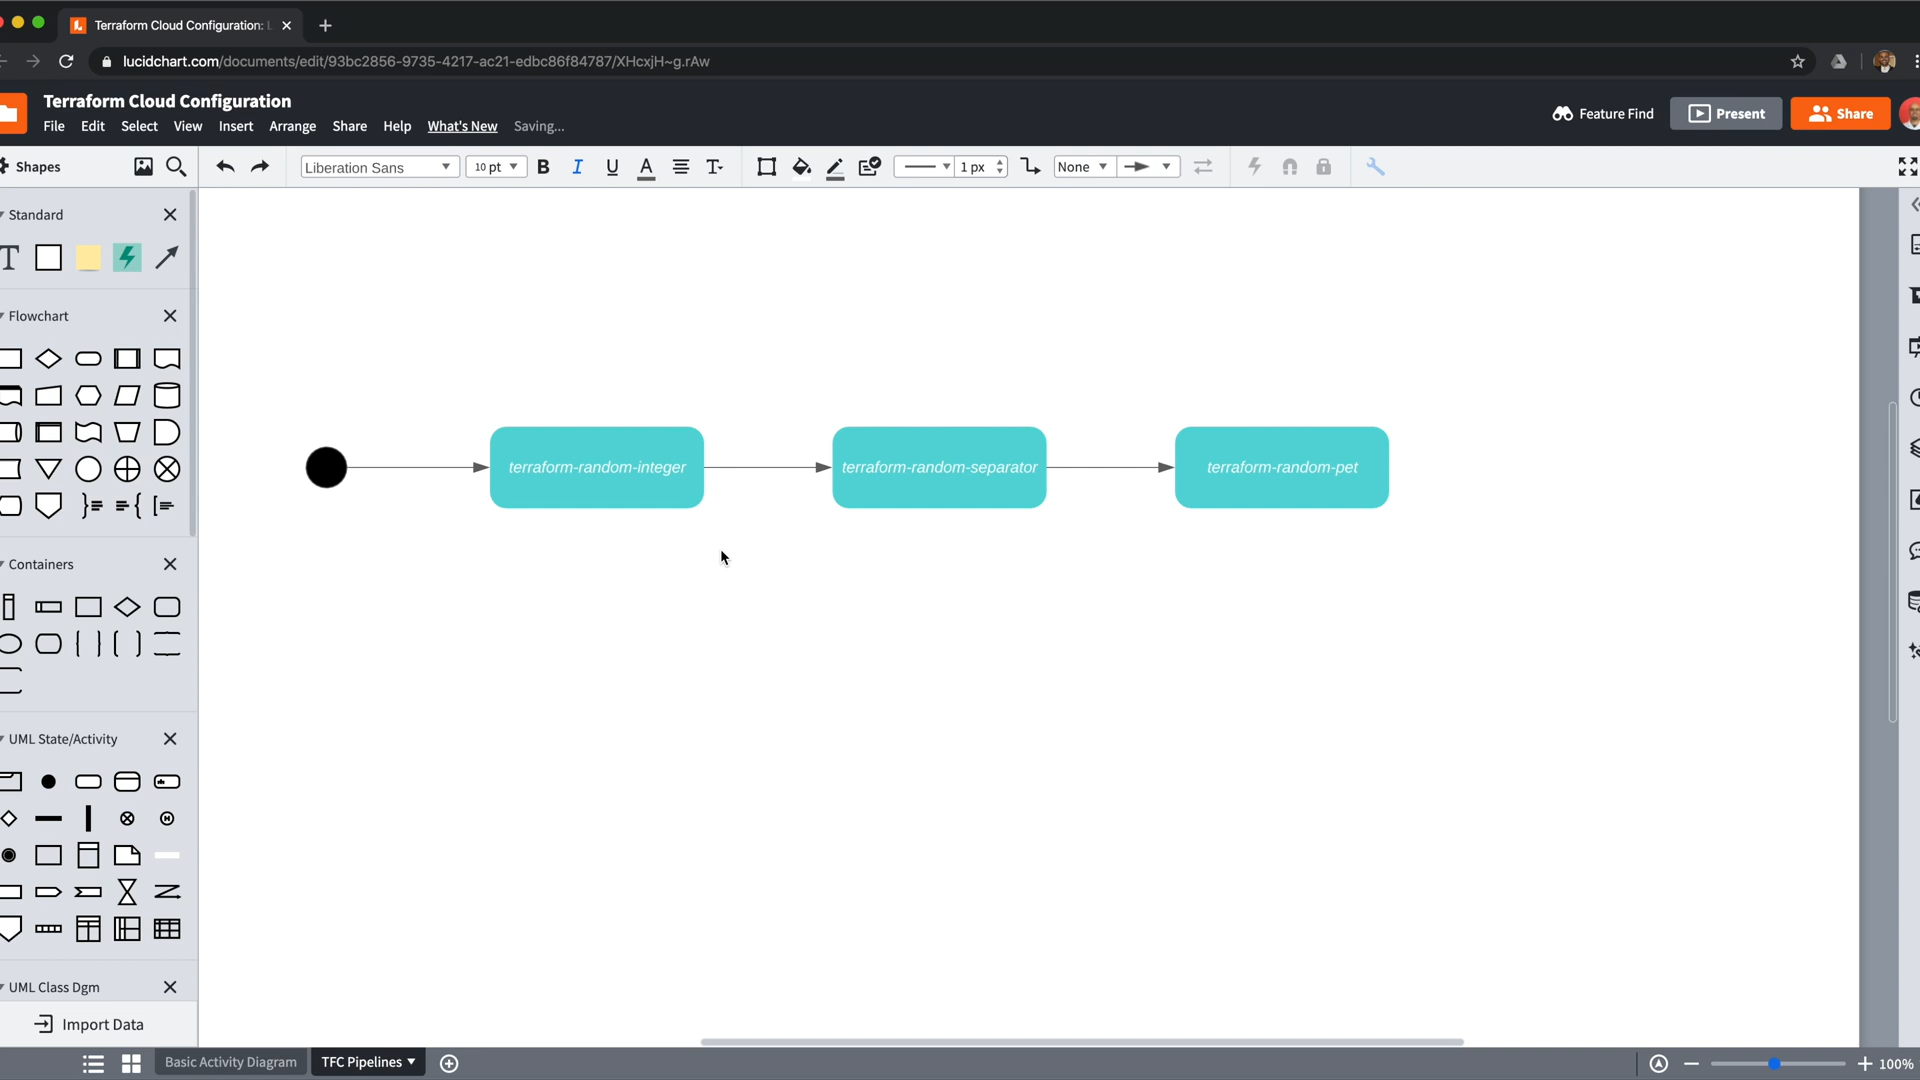 Terraform Cloud Configuration: L
lucidchart.com/documents/edit/93bc2856-9735-4217-ac21-edbc86f84787/XHcxjH~g.rAw
Terraform Cloud Configuration
File Edit Select View Insert Arrange Share Help What's New Saving...
Feature Find
Present
Share
Shapes
Liberation Sans
10 pt
B I U A T
1 px
None
Standard
T
Flowchart
Containers
UML State/Activity
UML Class Dgm
Import Data
terraform-random-integer
terraform-random-separator
terraform-random-pet
Basic Activity Diagram
TFC Pipelines
100%